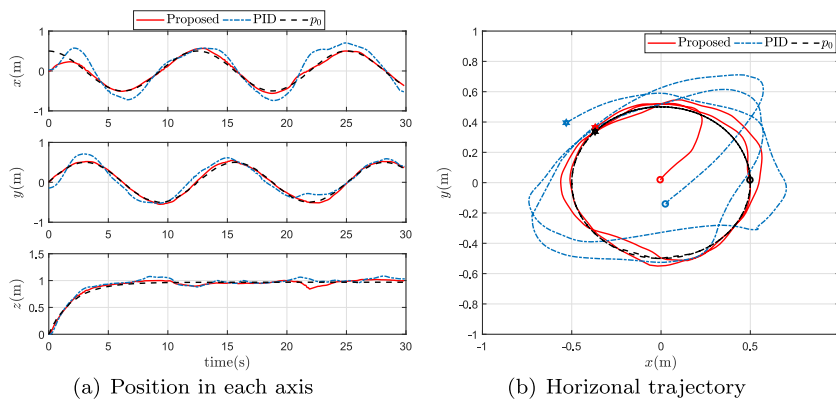 Proposed PID p₀
x(m)
1
0
-1
0 5 10 15 20 25 30
y(m)
1
0
-1
0 5 10 15 20 25 30
z(m)
1.5
1
0.5
0
0 5 10 15 20 25 30
time(s)
(a) Position in each axis
Proposed PID p₀
y(m)
1
0.8
0.6
0.4
0.2
0
-0.2
-0.4
-0.6
-0.8
-1
-1 -0.5 0 0.5
x(m)
(b) Horizonal trajectory